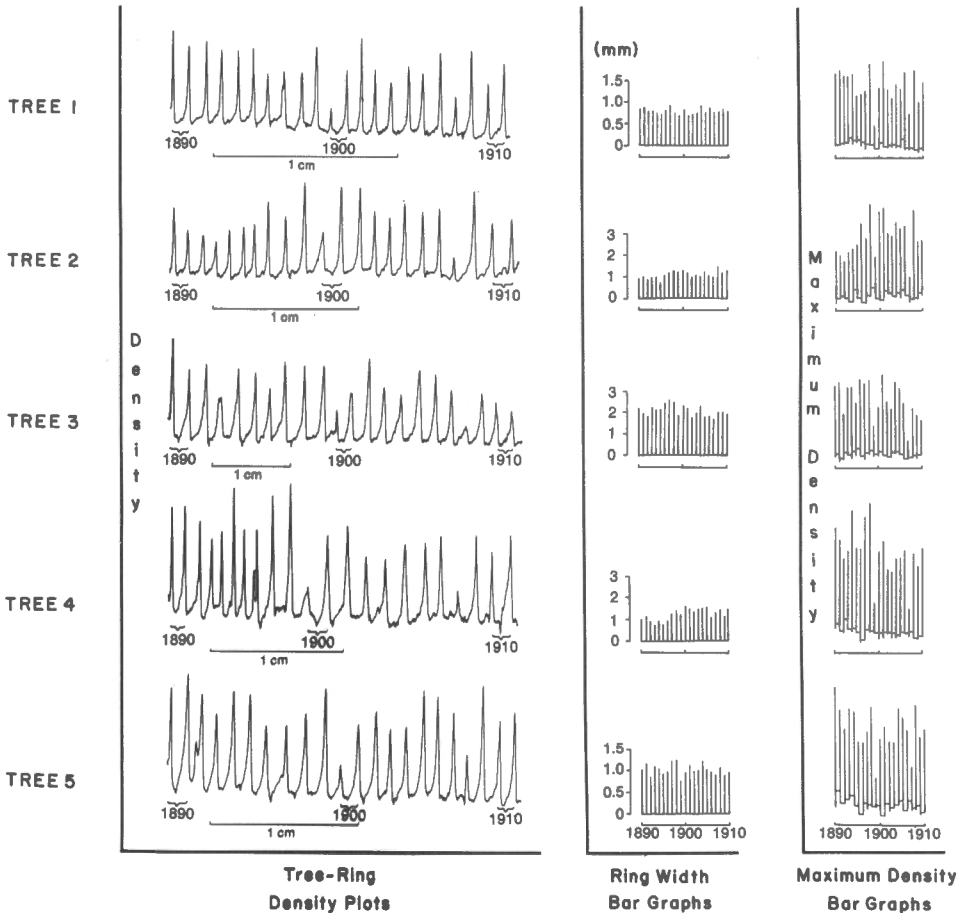 (mm)
TREE 1
1.5
1.0
0.5
0
1890
1900
1910
1 cm
TREE 2
3
2
1
0
1890
1900
1910
1 cm
TREE 3
3
2
1
0
1890
1900
1910
1 cm
TREE 4
3
2
1
0
1890
1900
1910
1 cm
TREE 5
1.5
1.0
0.5
0
1890
1900
1910
1 cm
1890 1900 1910
1890 1900 1910
Density
Maximum Density
Tree-Ring
Density Plots
Ring Width
Bar Graphs
Maximum Density
Bar Graphs